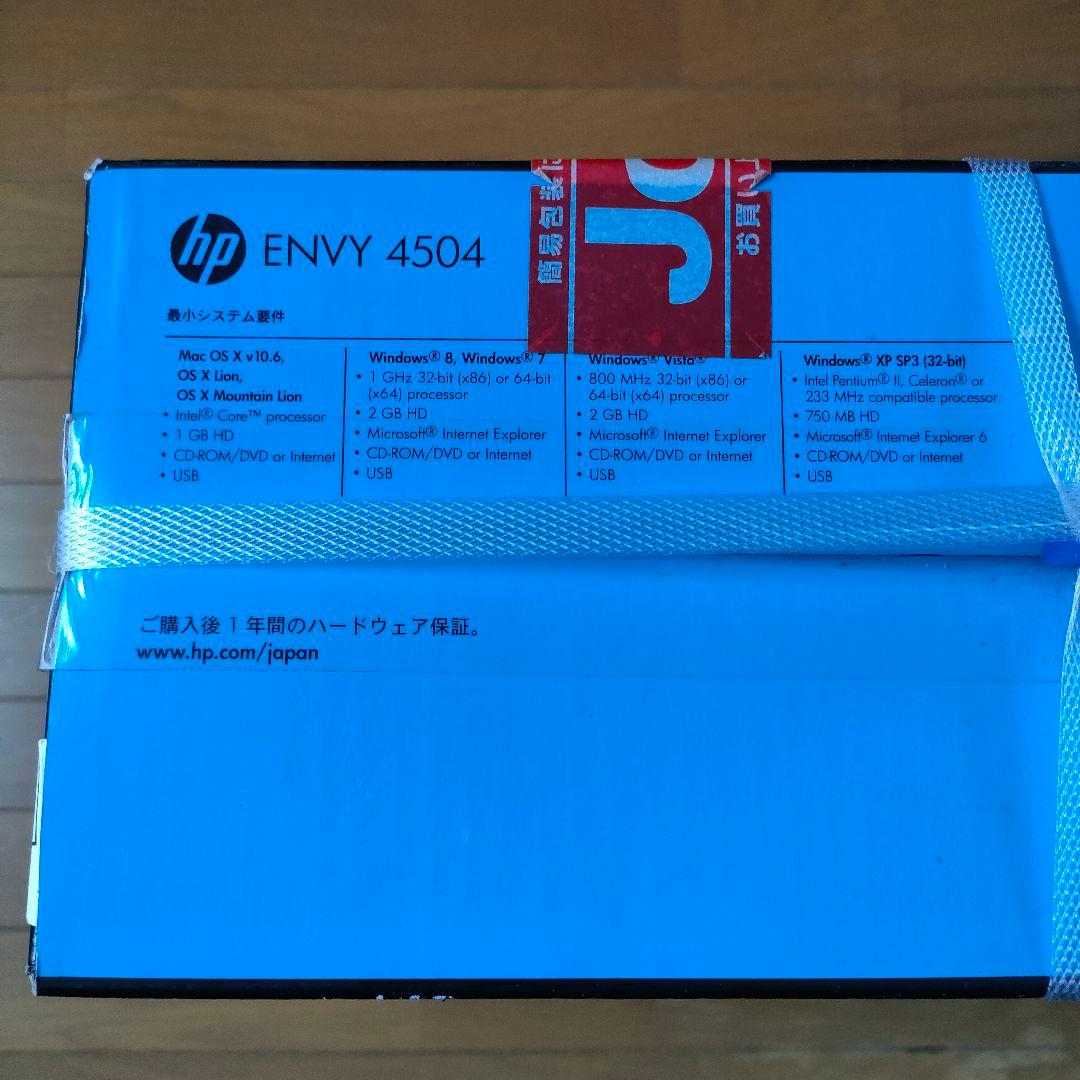 hp ENVY 4504
最小システム要件
Mac OS X v10.6,
OS X Lion,
OS X Mountain Lion
• Intel® Core™ processor
• 1 GB HD
• CD-ROM/DVD or Internet
• USB
Windows® 8, Windows® 7
• 1 GHz 32-bit (x86) or 64-bit
(x64) processor
• 2 GB HD
• Microsoft® Internet Explorer
• CD-ROM/DVD or Internet
• USB
Windows® Vista®
• 800 MHz 32-bit (x86) or
64-bit (x64) processor
• 2 GB HD
• Microsoft® Internet Explorer
• CD-ROM/DVD or Internet
• USB
Windows® XP SP3 (32-bit)
• Intel Pentium® II, Celeron® or
233 MHz compatible processor
• 750 MB HD
• Microsoft® Internet Explorer 6
• CD-ROM/DVD or Internet
• USB
簡易包装に
Jo
お買い上
ご購入後 1 年間のハードウェア保証。
www.hp.com/japan